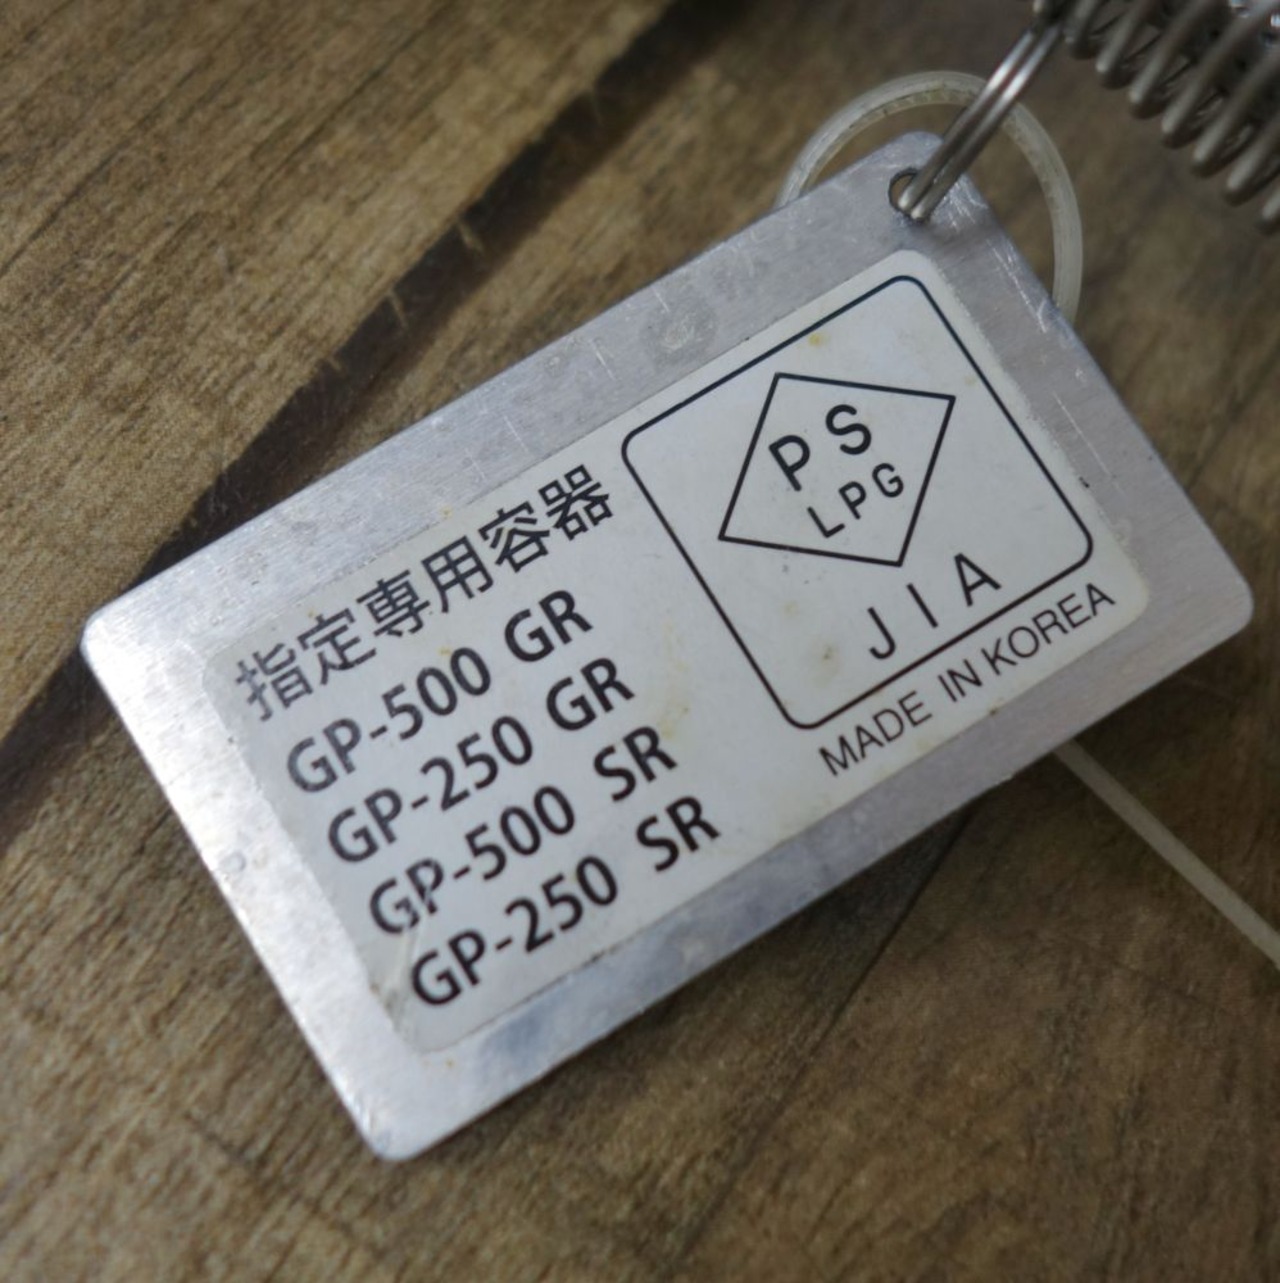 指定専用容器
GP-500 GR
GP-250 GR
GP-500 SR
GP-250 SR
PS
LPG
JIA
MADE IN KOREA